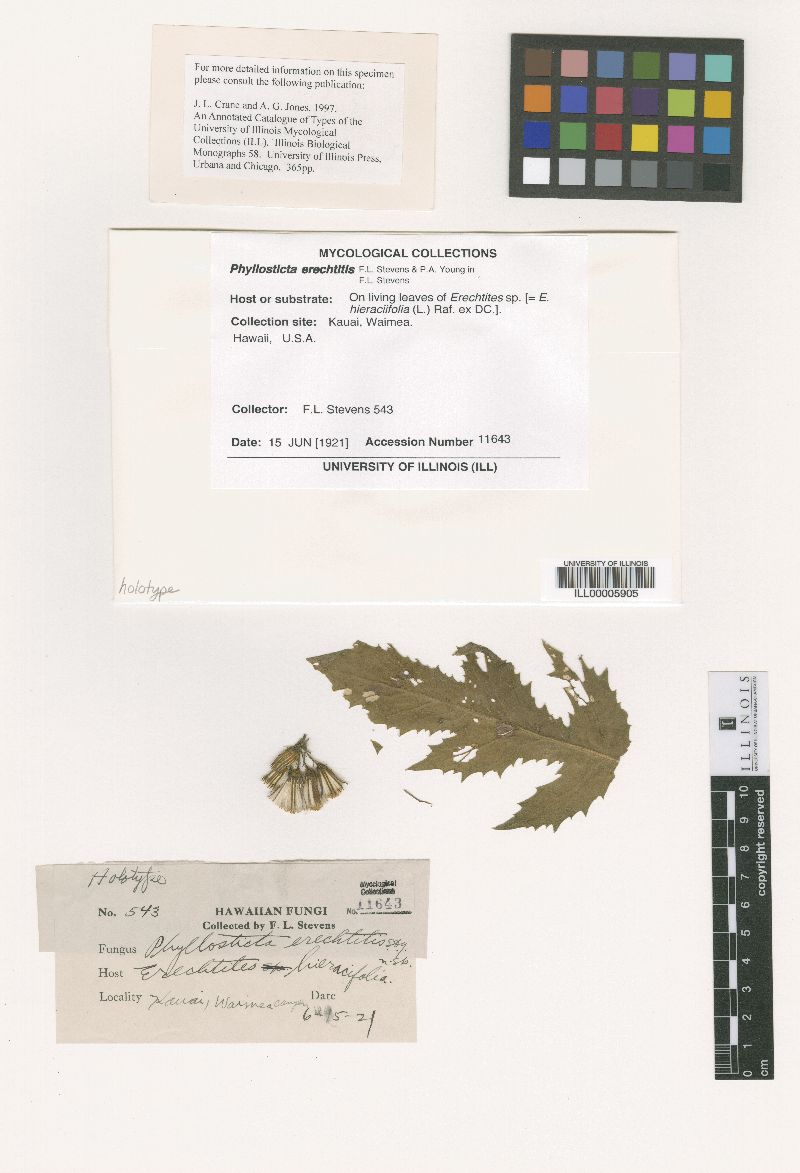 For more detailed information on this specimen
please consult the following publication:
J. L. Crane and A. G. Jones, 1997.
An Annotated Catalogue of Types of the
University of Illinois Mycological
Collections (ILL). Illinois Biological
Monographs 58. University of Illinois Press,
Urbana and Chicago. 365pp.
MYCOLOGICAL COLLECTIONS
Phyllosticta erechtitis F.L. Stevens & P.A. Young in
F.L. Stevens
Host or substrate: On living leaves of Erechtites sp. [= E.
hieraciifolia (L.) Raf. ex DC.].
Collection site: Kauai, Waimea.
Hawaii, U.S.A.
Collector: F.L. Stevens 543
Date: 15 JUN [1921] Accession Number 11643
UNIVERSITY OF ILLINOIS (ILL)
holotype
UNIVERSITY OF ILLINOIS
ILL00005905
I
ILLINOIS
10
9
8
7
6
5
4
3
2
1
0
cm
copyright reserved
Holotype
Mycological
Collections
No. 11643
No. 543 HAWAIIAN FUNGI
Collected by F. L. Stevens
Fungus Phyllosticta erechtitis S&Y
n. sp.
Host Erechtites hieracifolia.
Locality Kauai, Waimea Date
6-15-21